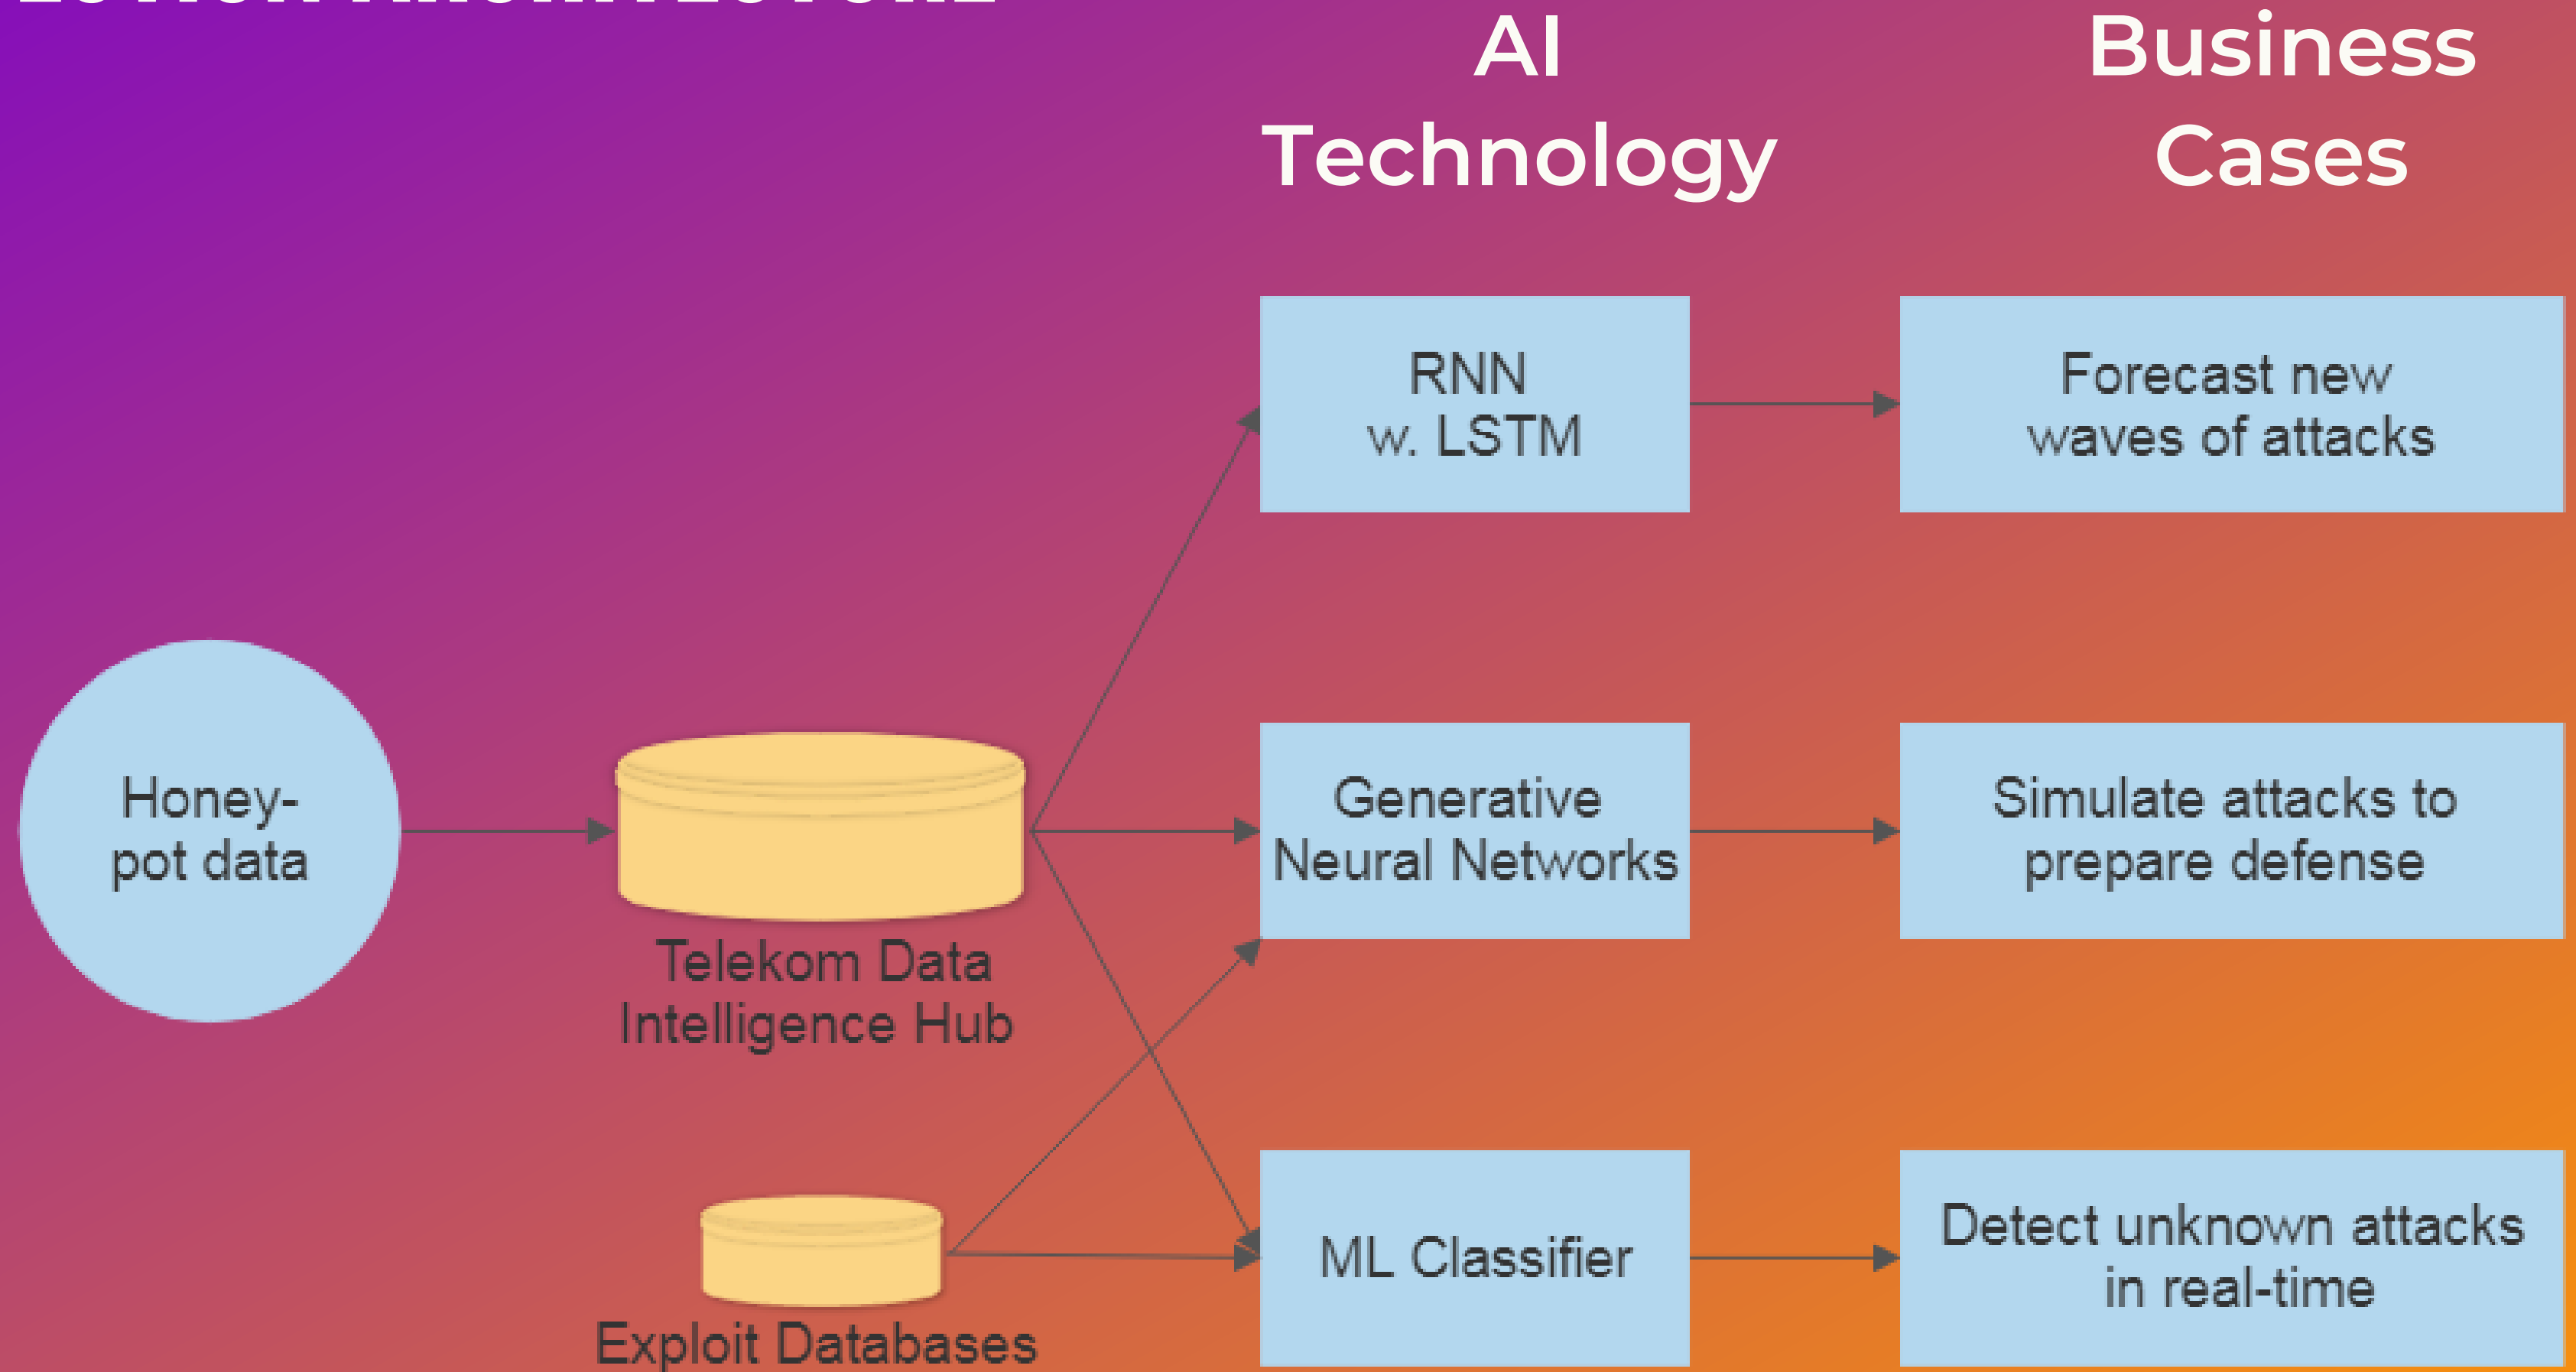 AI
Technology
Business
Cases
RNN
w. LSTM
Forecast new
waves of attacks
Honey-
pot data
Telekom Data
Intelligence Hub
Generative
Neural Networks
Simulate attacks to
prepare defense
Exploit Databases
ML Classifier
Detect unknown attacks
in real-time